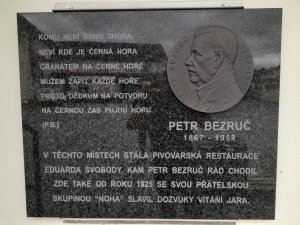 KOMU NENÍ DÁNO SHORA
NEVÍ KDE JE ČERNÁ HORA
GRANÁTEM NA ČERNÉ HOŘE
MŮŽEM ZAPÍT KAŽDÉ HOŘE
PROTO DĚDKŮM NA POTVORU
NA ČERNOU ZAS PŮJDU HORU.
(P.B.)
PETR BEZRUČ
1867 - 1958
V TĚCHTO MÍSTECH STÁLA PIVOVARSKÁ RESTAURACE
EDUARDA SVOBODY, KAM PETR BEZRUČ RÁD CHODIL
ZDE TAKÉ OD ROKU 1925 SE SVOU PŘÁTELSKOU
SKUPINOU "NOHA" SLAVIL DOZVUKY VÍTÁNÍ JARA.